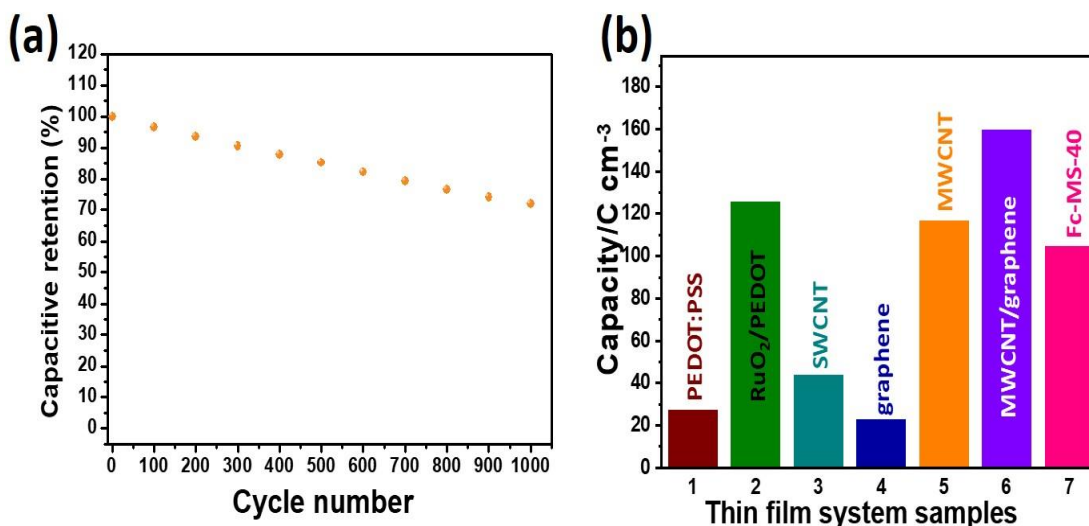 (a)
120
110
100
90
80
70
60
50
40
30
20
10
0
Capacitive retention (%)
0 100 200 300 400 500 600 700 800 900 1000
Cycle number
(b)
180
160
140
120
100
80
60
40
20
0
Capacity/C cm⁻³
PEDOT:PSS
RuO₂/PEDOT
SWCNT
graphene
MWCNT
MWCNT/graphene
Fc-MS-40
1 2 3 4 5 6 7
Thin film system samples